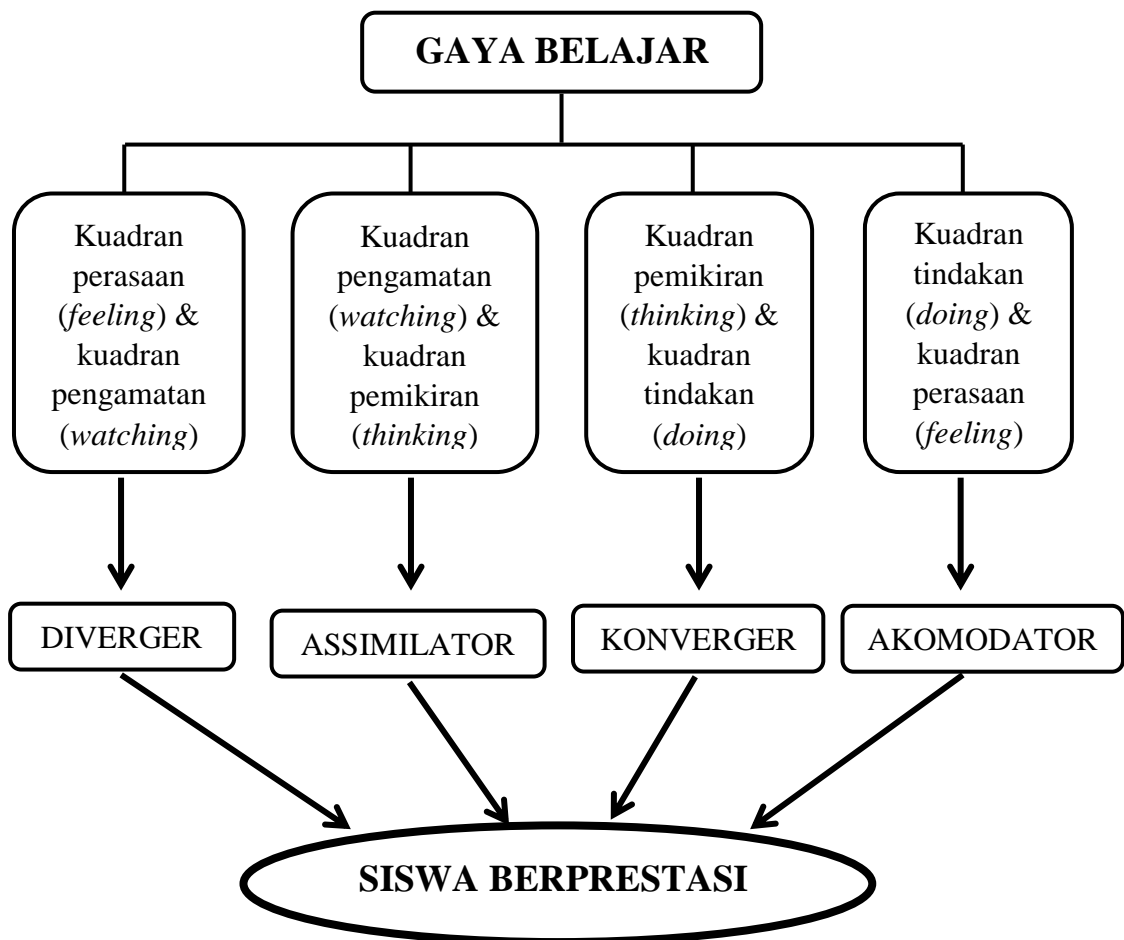 GAYA BELAJAR
Kuadran
perasaan
(feeling) &
kuadran
pengamatan
(watching)
Kuadran
pengamatan
(watching) &
kuadran
pemikiran
(thinking)
Kuadran
pemikiran
(thinking) &
kuadran
tindakan
(doing)
Kuadran
tindakan
(doing) &
kuadran
perasaan
(feeling)
DIVERGER
ASSIMILATOR
KONVERGER
AKOMODATOR
SISWA BERPRESTASI